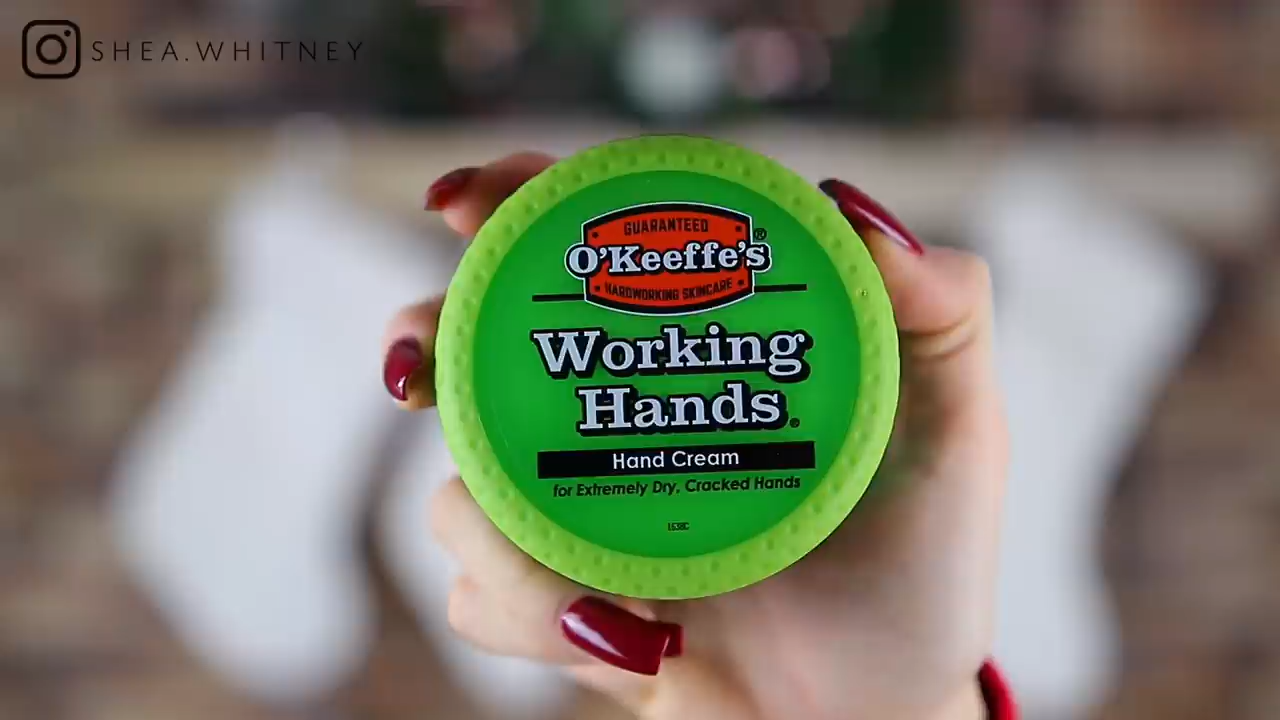 SHEA.WHITNEY
GUARANTEED
O'Keeffe's®
HARDWORKING SKINCARE
Working
Hands®
Hand Cream
for Extremely Dry, Cracked Hands